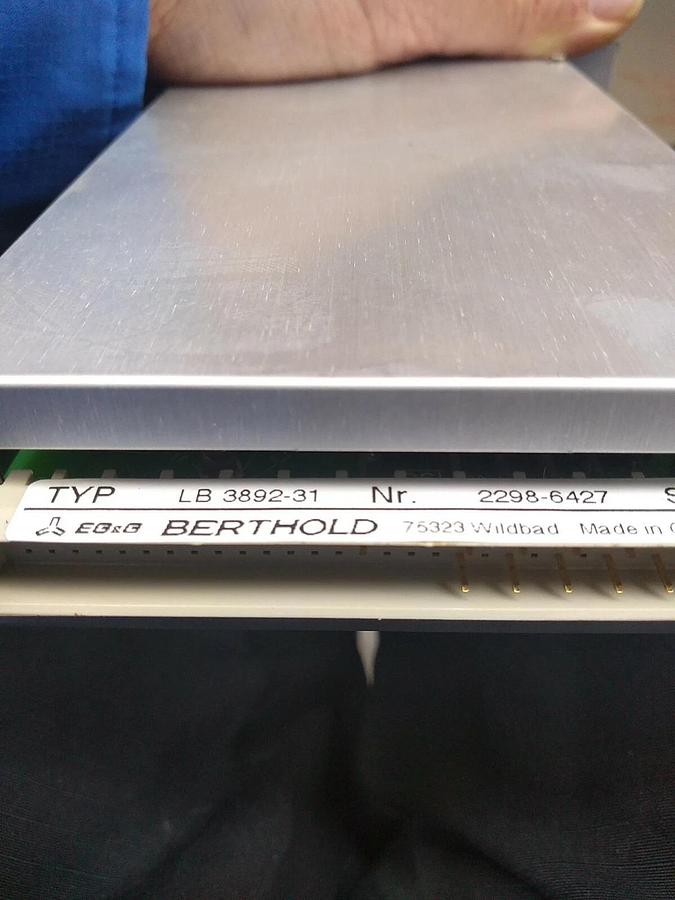 TYP LB 3892-31 Nr. 2298-6427 S
EG&G BERTHOLD 75323 Wildbad Made in